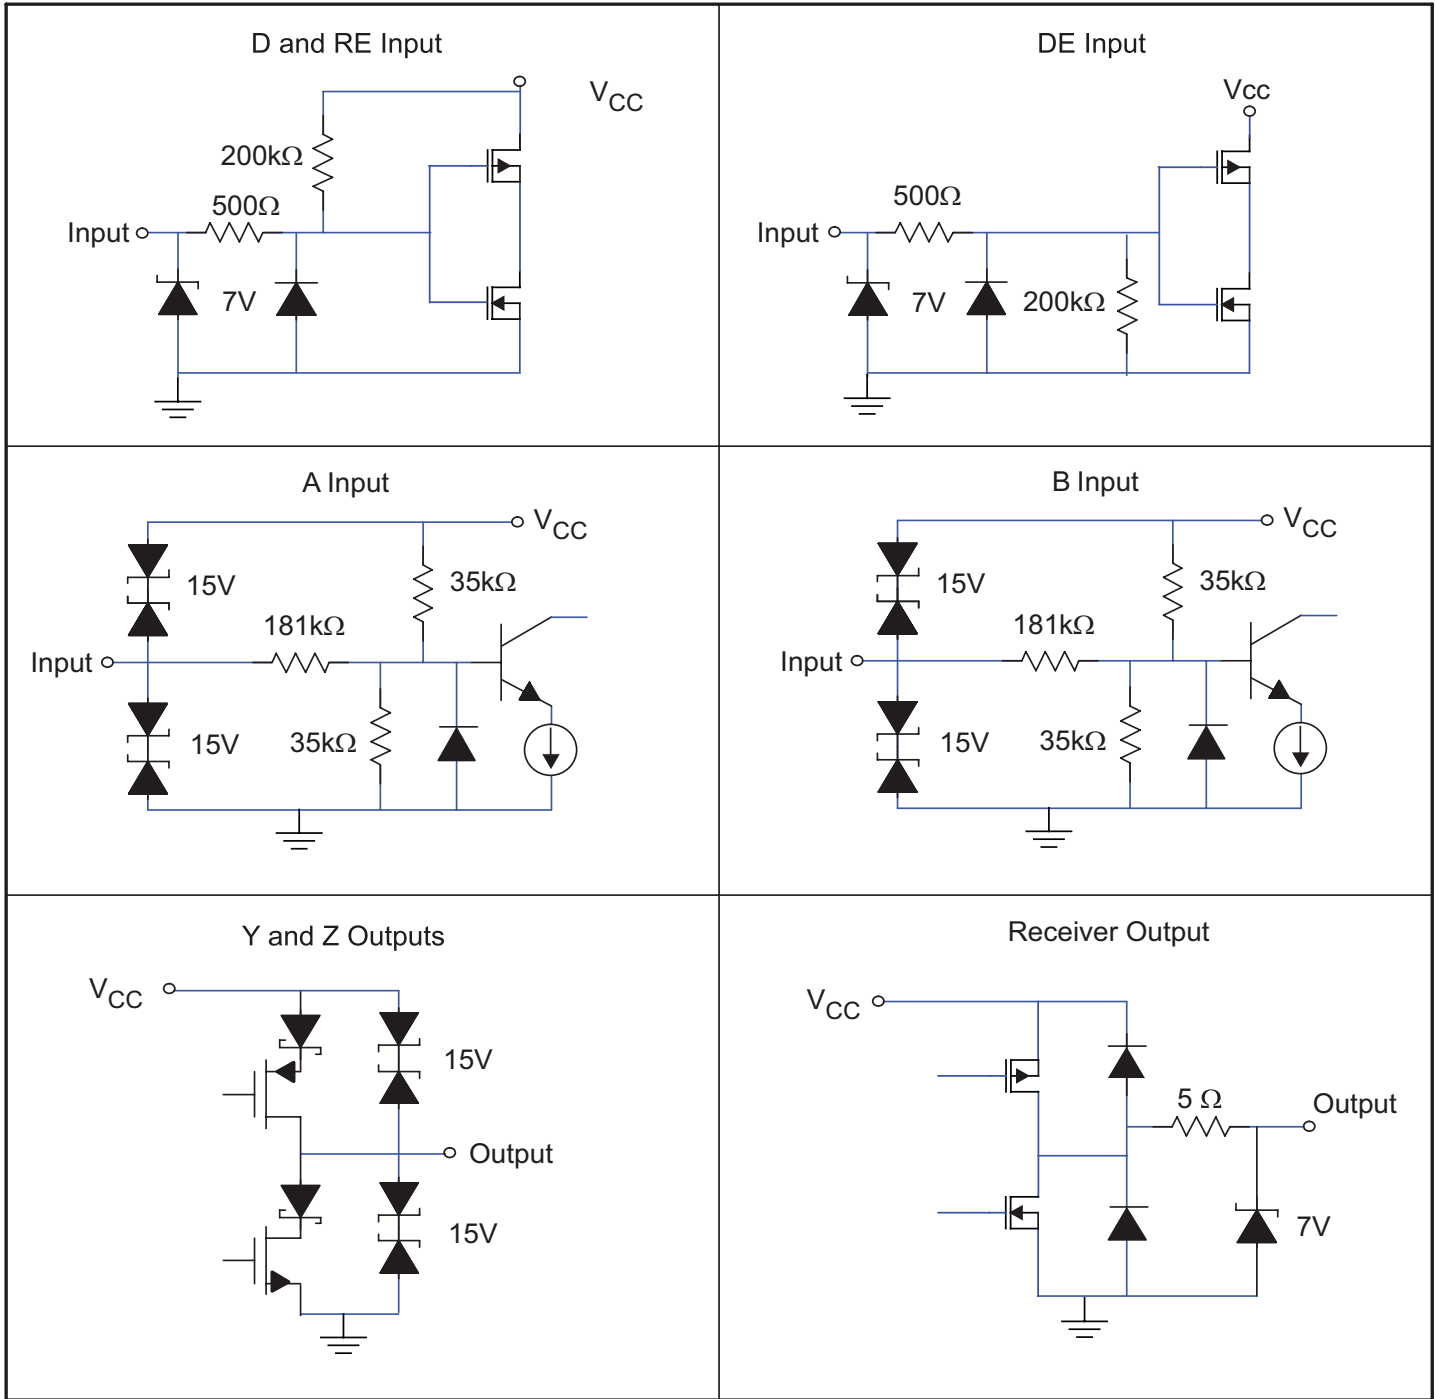 D and RE Input
VCC
200kΩ
500Ω
Input
7V
DE Input
Vcc
500Ω
Input
7V
200kΩ
A Input
VCC
15V
35kΩ
181kΩ
Input
15V
35kΩ
B Input
VCC
15V
35kΩ
181kΩ
Input
15V
35kΩ
Y and Z Outputs
VCC
15V
Output
15V
Receiver Output
VCC
5 Ω
Output
7V